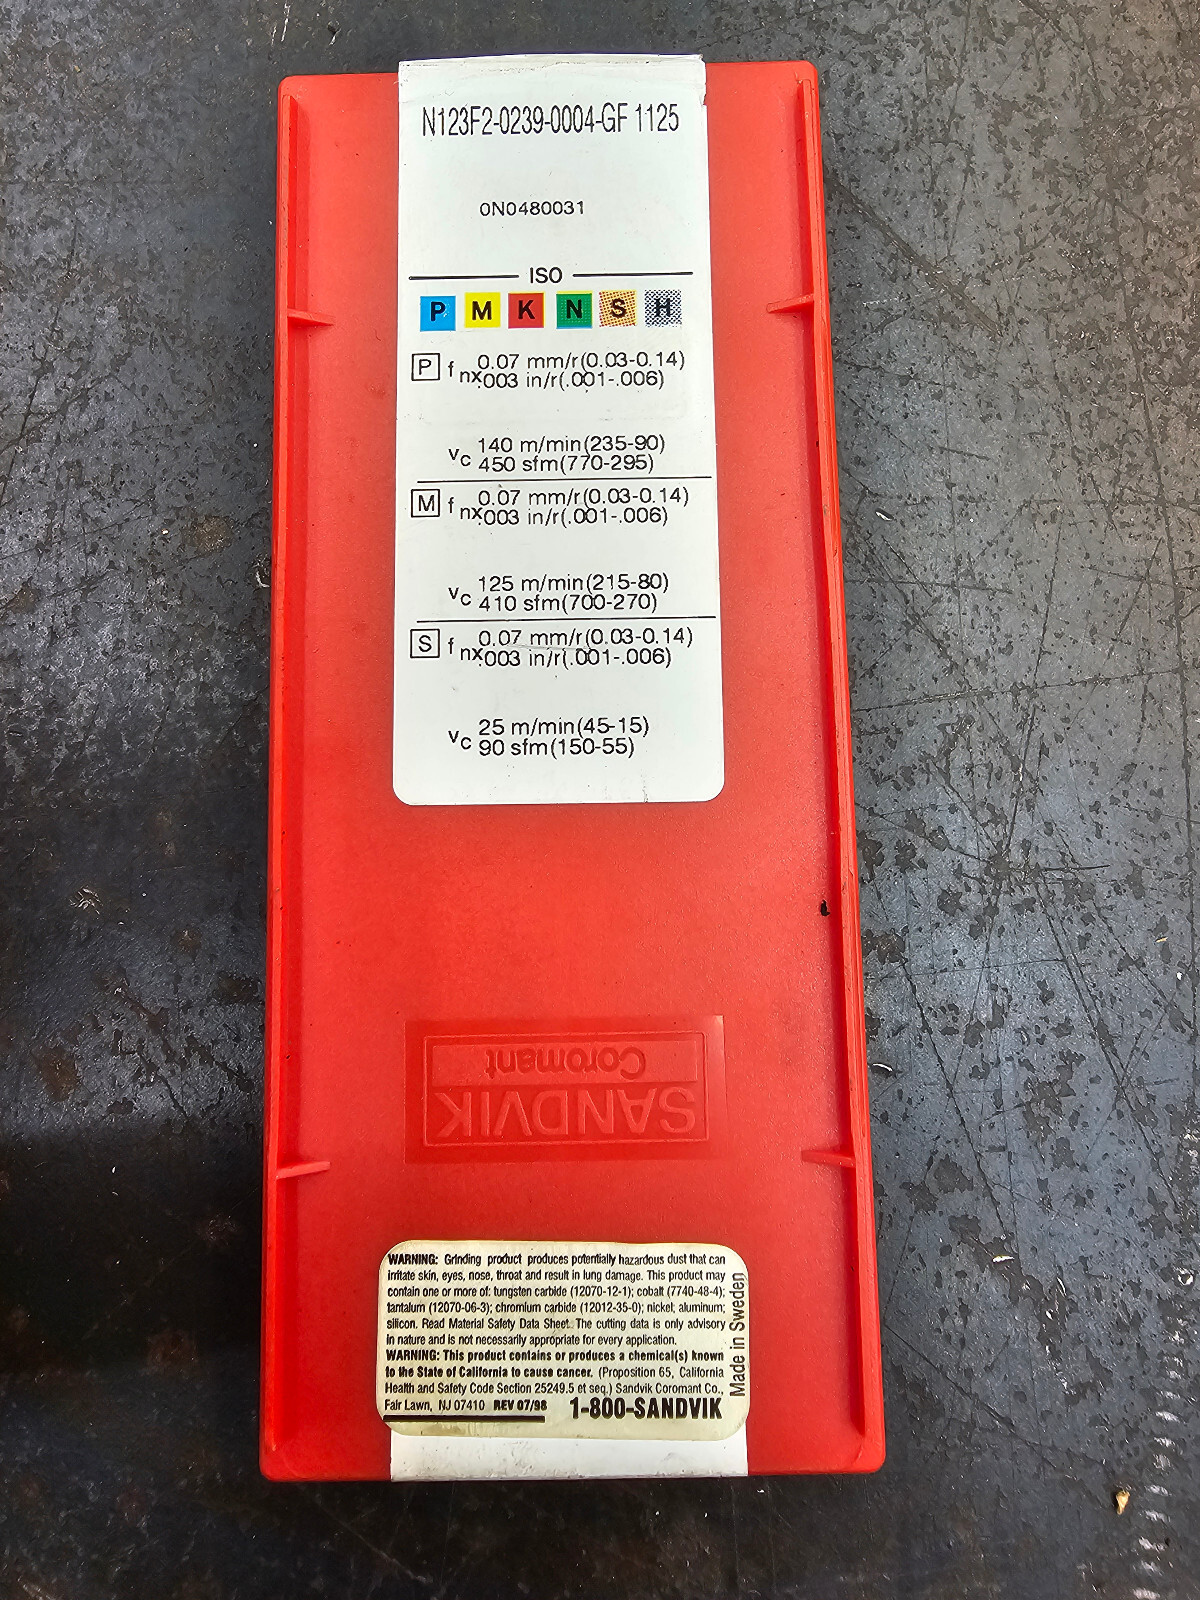 N123F2-0239-0004-GF 1125
0N0480031
ISO
P M K N S H
P f nx 0.07 mm/r(0.03-0.14)
.003 in/r(.001-.006)
vc 140 m/min(235-90)
450 sfm(770-295)
M f nx 0.07 mm/r(0.03-0.14)
.003 in/r(.001-.006)
vc 125 m/min(215-80)
410 sfm(700-270)
S f nx 0.07 mm/r(0.03-0.14)
.003 in/r(.001-.006)
vc 25 m/min(45-15)
90 sfm(150-55)
SANDVIK
Coromant
WARNING: Grinding product produces potentially hazardous dust that can
irritate skin, eyes, nose, throat and result in lung damage. This product may
contain one or more of: tungsten carbide (12070-12-1); cobalt (7740-48-4);
tantalum (12070-06-3); chromium carbide (12012-35-0); nickel; aluminum;
silicon. Read Material Safety Data Sheet. The cutting data is only advisory
in nature and is not necessarily appropriate for every application.
WARNING: This product contains or produces a chemical(s) known
to the State of California to cause cancer. (Proposition 65, California
Health and Safety Code Section 25249.5 et seq.) Sandvik Coromant Co.,
Fair Lawn, NJ 07410 REV 07/98 1-800-SANDVIK
Made in Sweden